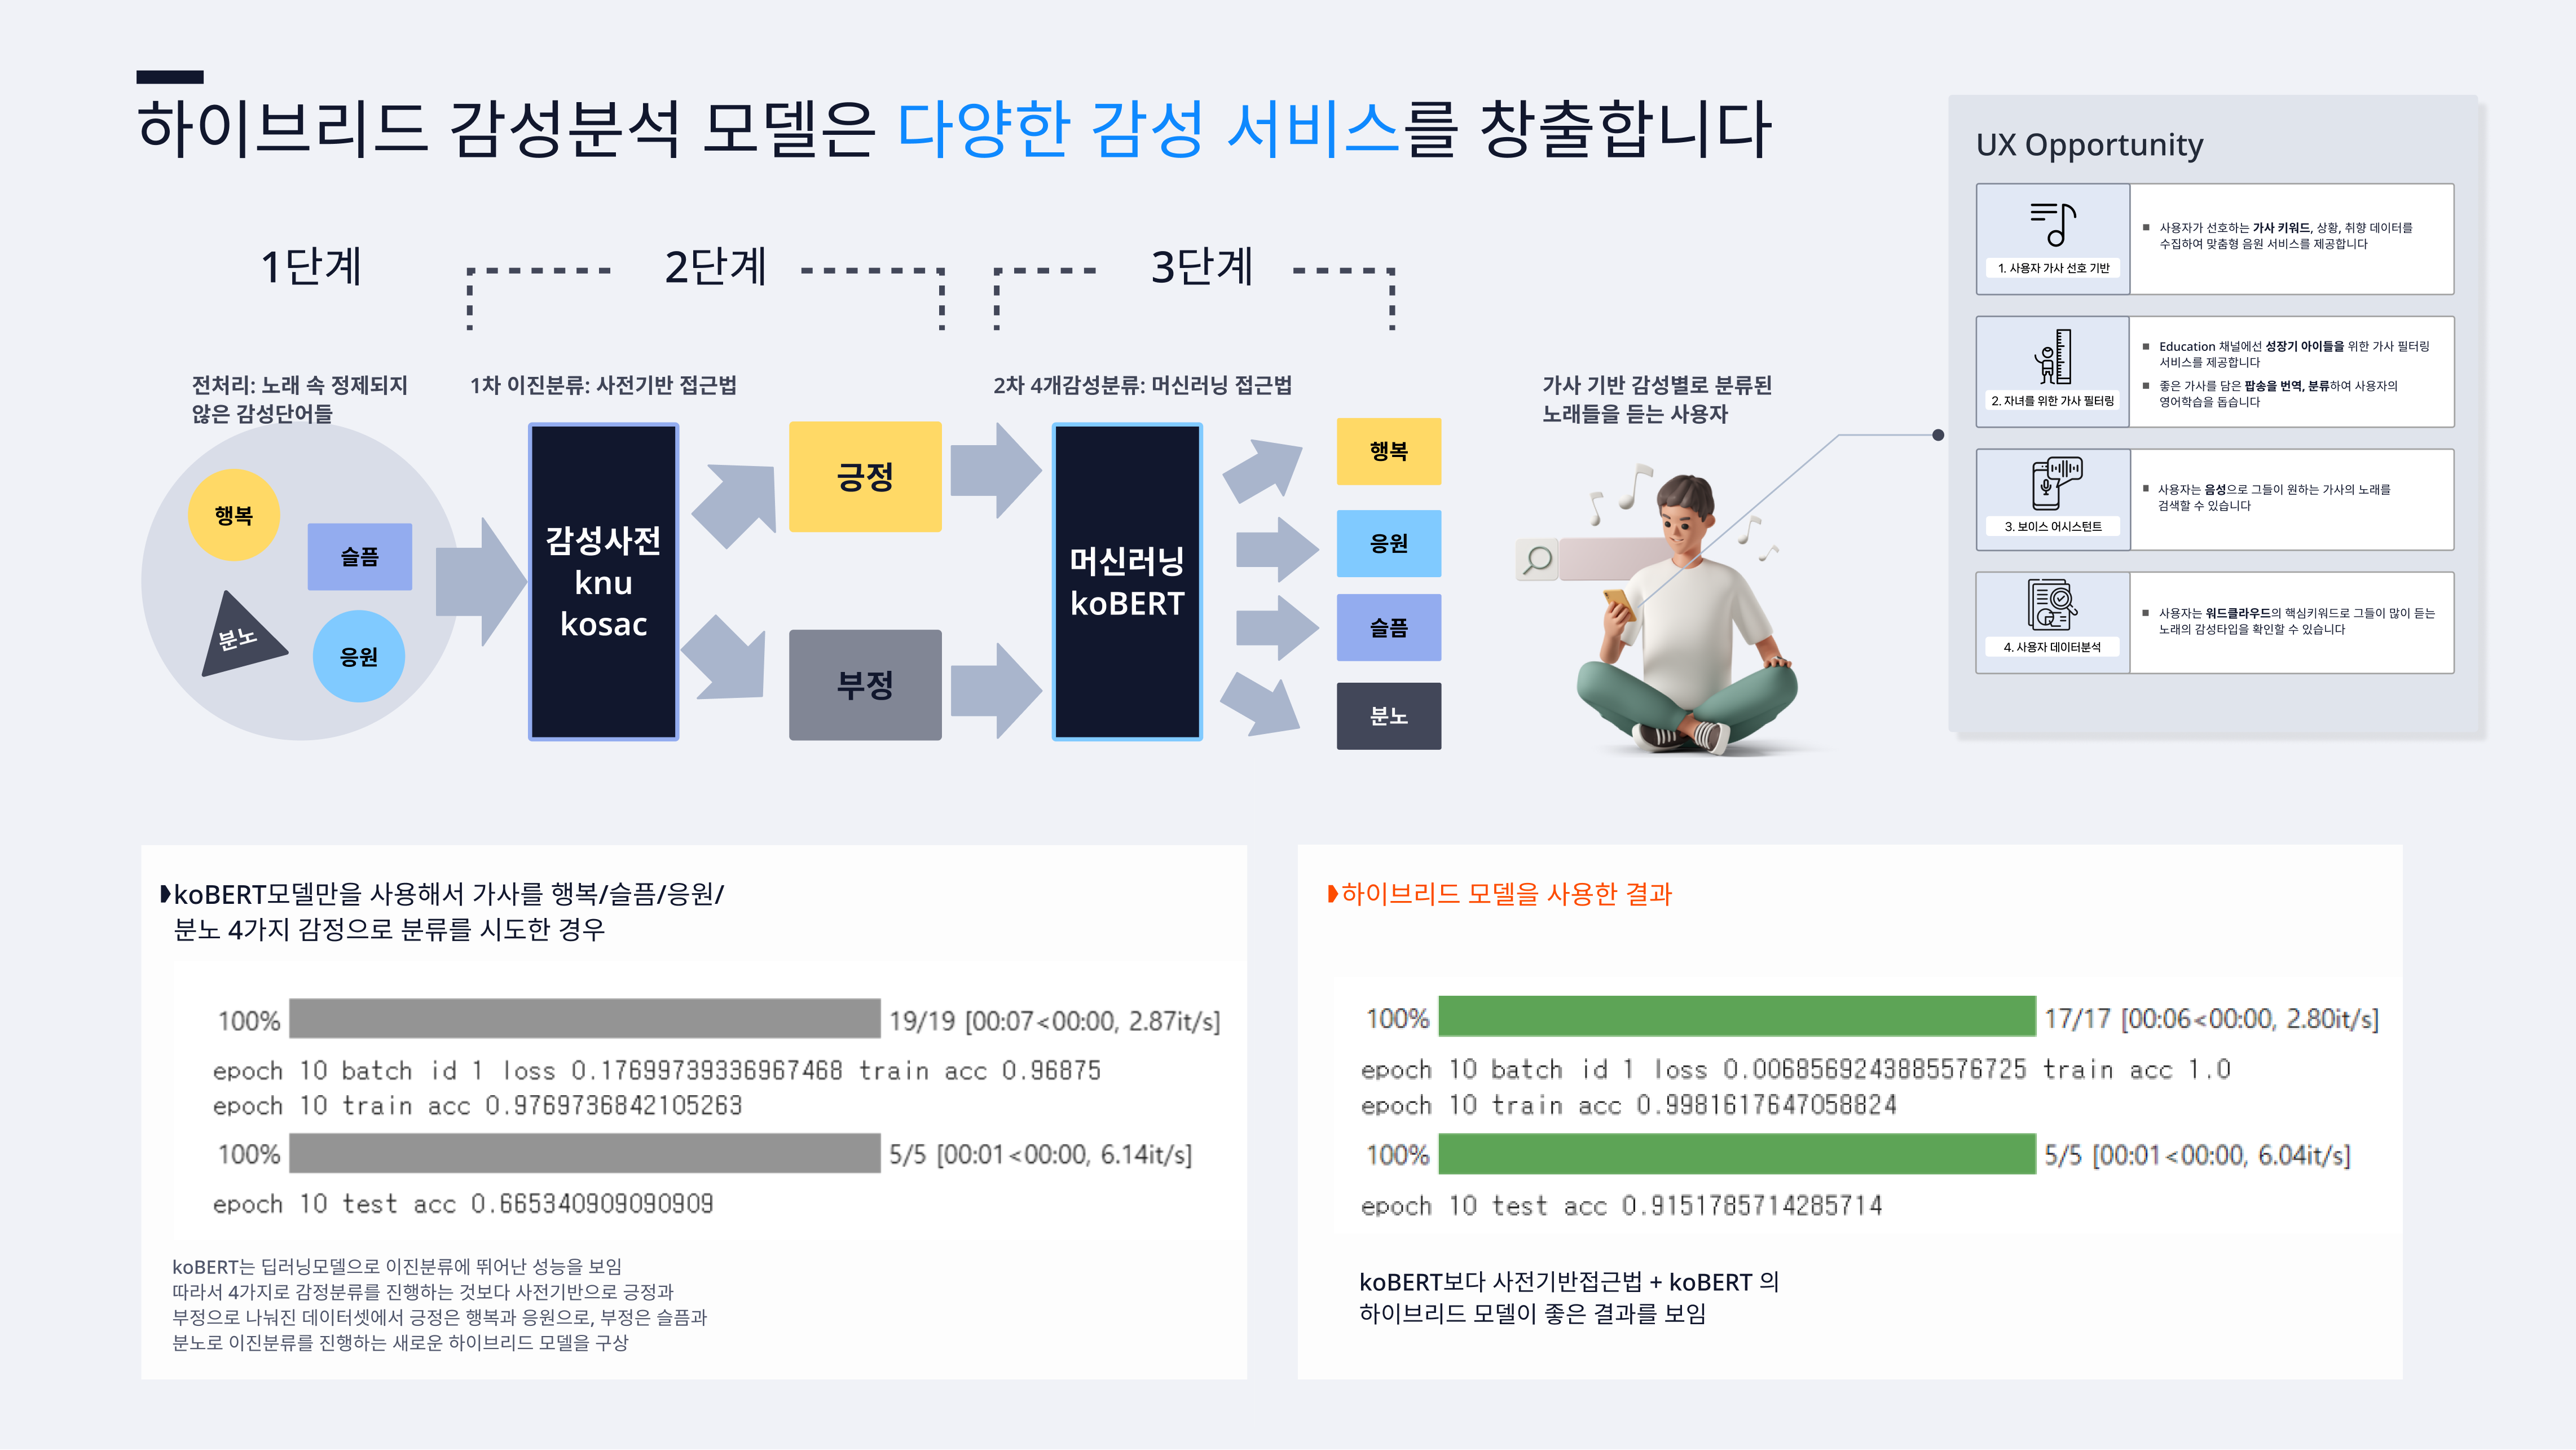 하이브리드 감성분석 모델은 다양한 감성 서비스를 창출합니다
1단계
2단계
3단계
전처리: 노래 속 정제되지
않은 감성단어들
행복
슬픔
분노
응원
1차 이진분류: 사전기반 접근법
감성사전
knu
kosac
긍정
부정
2차 4개감성분류: 머신러닝 접근법
머신러닝
koBERT
행복
응원
슬픔
분노
가사 기반 감성별로 분류된
노래들을 듣는 사용자
UX Opportunity
1. 사용자 가사 선호 기반
■ 사용자가 선호하는 가사 키워드, 상황, 취향 데이터를
수집하여 맞춤형 음원 서비스를 제공합니다
2. 자녀를 위한 가사 필터링
■ Education 채널에선 성장기 아이들을 위한 가사 필터링
서비스를 제공합니다
■ 좋은 가사를 담은 팝송을 번역, 분류하여 사용자의
영어학습을 돕습니다
3. 보이스 어시스턴트
■ 사용자는 음성으로 그들이 원하는 가사의 노래를
검색할 수 있습니다
4. 사용자 데이터분석
■ 사용자는 워드클라우드의 핵심키워드로 그들이 많이 듣는
노래의 감성타입을 확인할 수 있습니다
koBERT모델만을 사용해서 가사를 행복/슬픔/응원/
분노 4가지 감정으로 분류를 시도한 경우
100% 19/19 [00:07<00:00, 2.87it/s]
epoch 10 batch id 1 loss 0.17699739336967468 train acc 0.96875
epoch 10 train acc 0.9769736842105263
100% 5/5 [00:01<00:00, 6.14it/s]
epoch 10 test acc 0.665340909090909
koBERT는 딥러닝모델으로 이진분류에 뛰어난 성능을 보임
따라서 4가지로 감정분류를 진행하는 것보다 사전기반으로 긍정과
부정으로 나눠진 데이터셋에서 긍정은 행복과 응원으로, 부정은 슬픔과
분노로 이진분류를 진행하는 새로운 하이브리드 모델을 구상
하이브리드 모델을 사용한 결과
100% 17/17 [00:06<00:00, 2.80it/s]
epoch 10 batch id 1 loss 0.0068569243885576725 train acc 1.0
epoch 10 train acc 0.9981617647058824
100% 5/5 [00:01<00:00, 6.04it/s]
epoch 10 test acc 0.9151785714285714
koBERT보다 사전기반접근법 + koBERT 의
하이브리드 모델이 좋은 결과를 보임